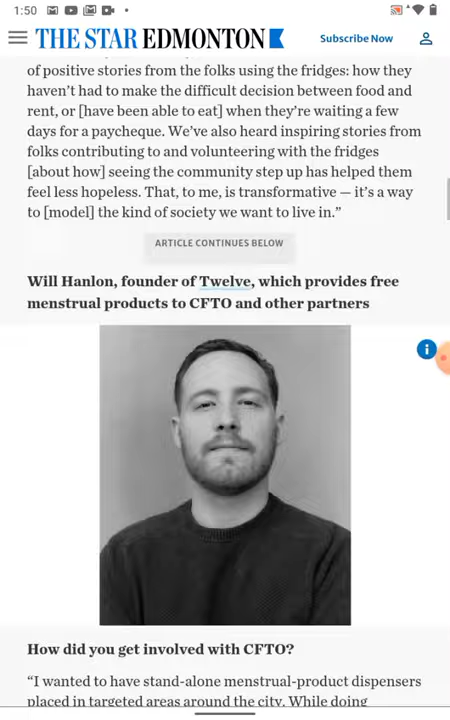 1:50
THE STAR EDMONTON
Subscribe Now
of positive stories from the folks using the fridges: how they
haven’t had to make the difficult decision between food and
rent, or [have been able to eat] when they’re waiting a few
days for a paycheque. We’ve also heard inspiring stories from
folks contributing to and volunteering with the fridges
[about how] seeing the community step up has helped them
feel less hopeless. That, to me, is transformative — it’s a way
to [model] the kind of society we want to live in.”
ARTICLE CONTINUES BELOW
Will Hanlon, founder of Twelve, which provides free
menstrual products to CFTO and other partners
i
How did you get involved with CFTO?
“I wanted to have stand-alone menstrual-product dispensers
placed in targeted areas around the city. While doing